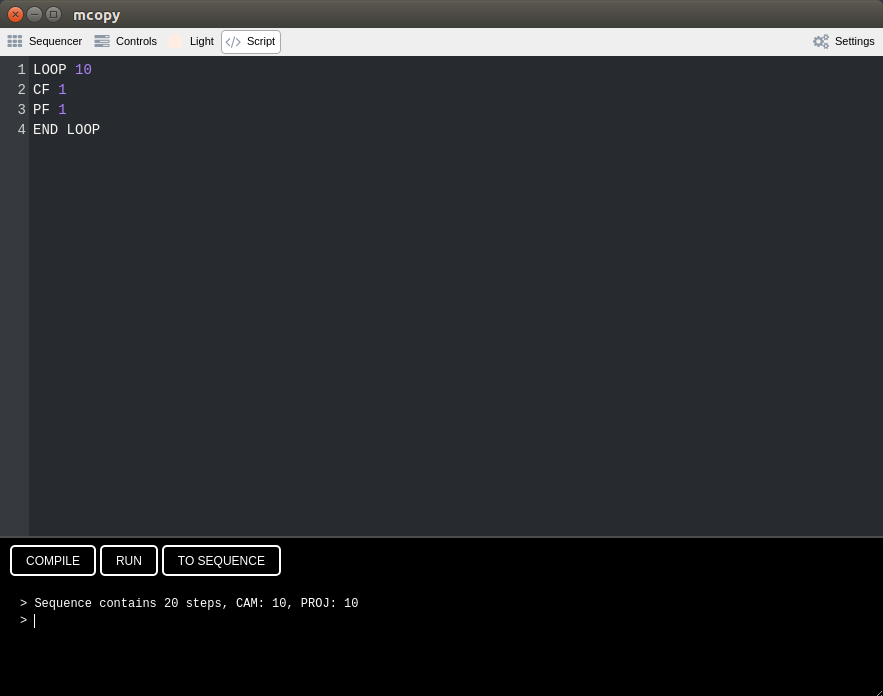 mcopy
Sequencer Controls Light Script Settings
1 LOOP 10
2 CF 1
3 PF 1
4 END LOOP
COMPILE RUN TO SEQUENCE
> Sequence contains 20 steps, CAM: 10, PROJ: 10
>